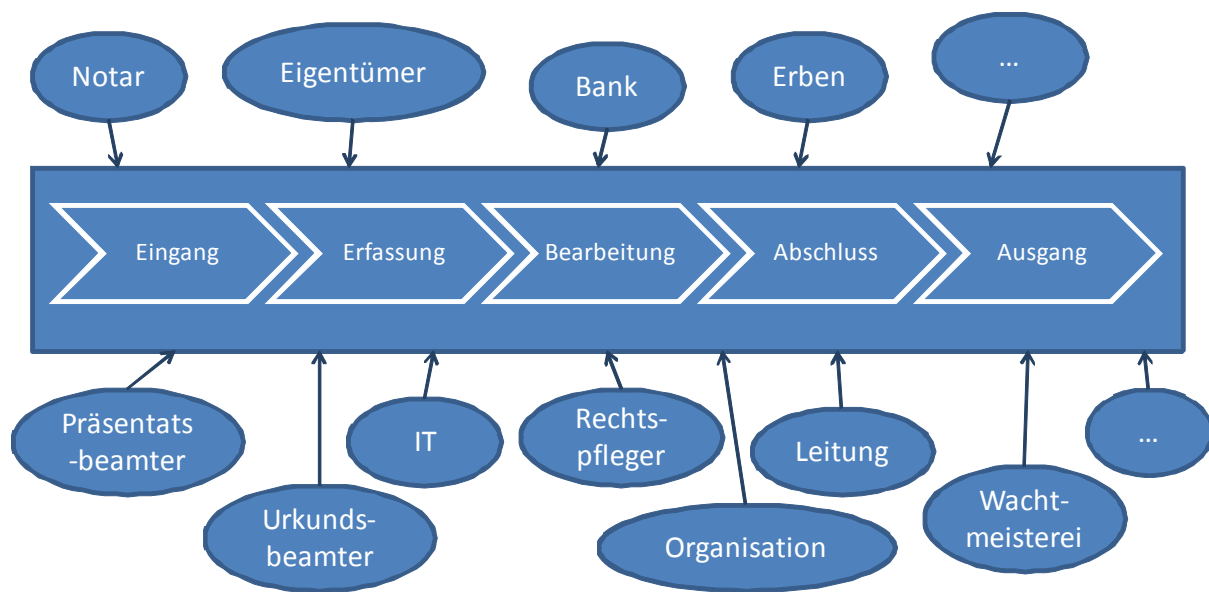 Notar
Eigentümer
Bank
Erben
...
Eingang
Erfassung
Bearbeitung
Abschluss
Ausgang
Präsentats
-beamter
Urkunds-
beamter
IT
Rechts-
pfleger
Organisation
Leitung
Wacht-
meisterei
...